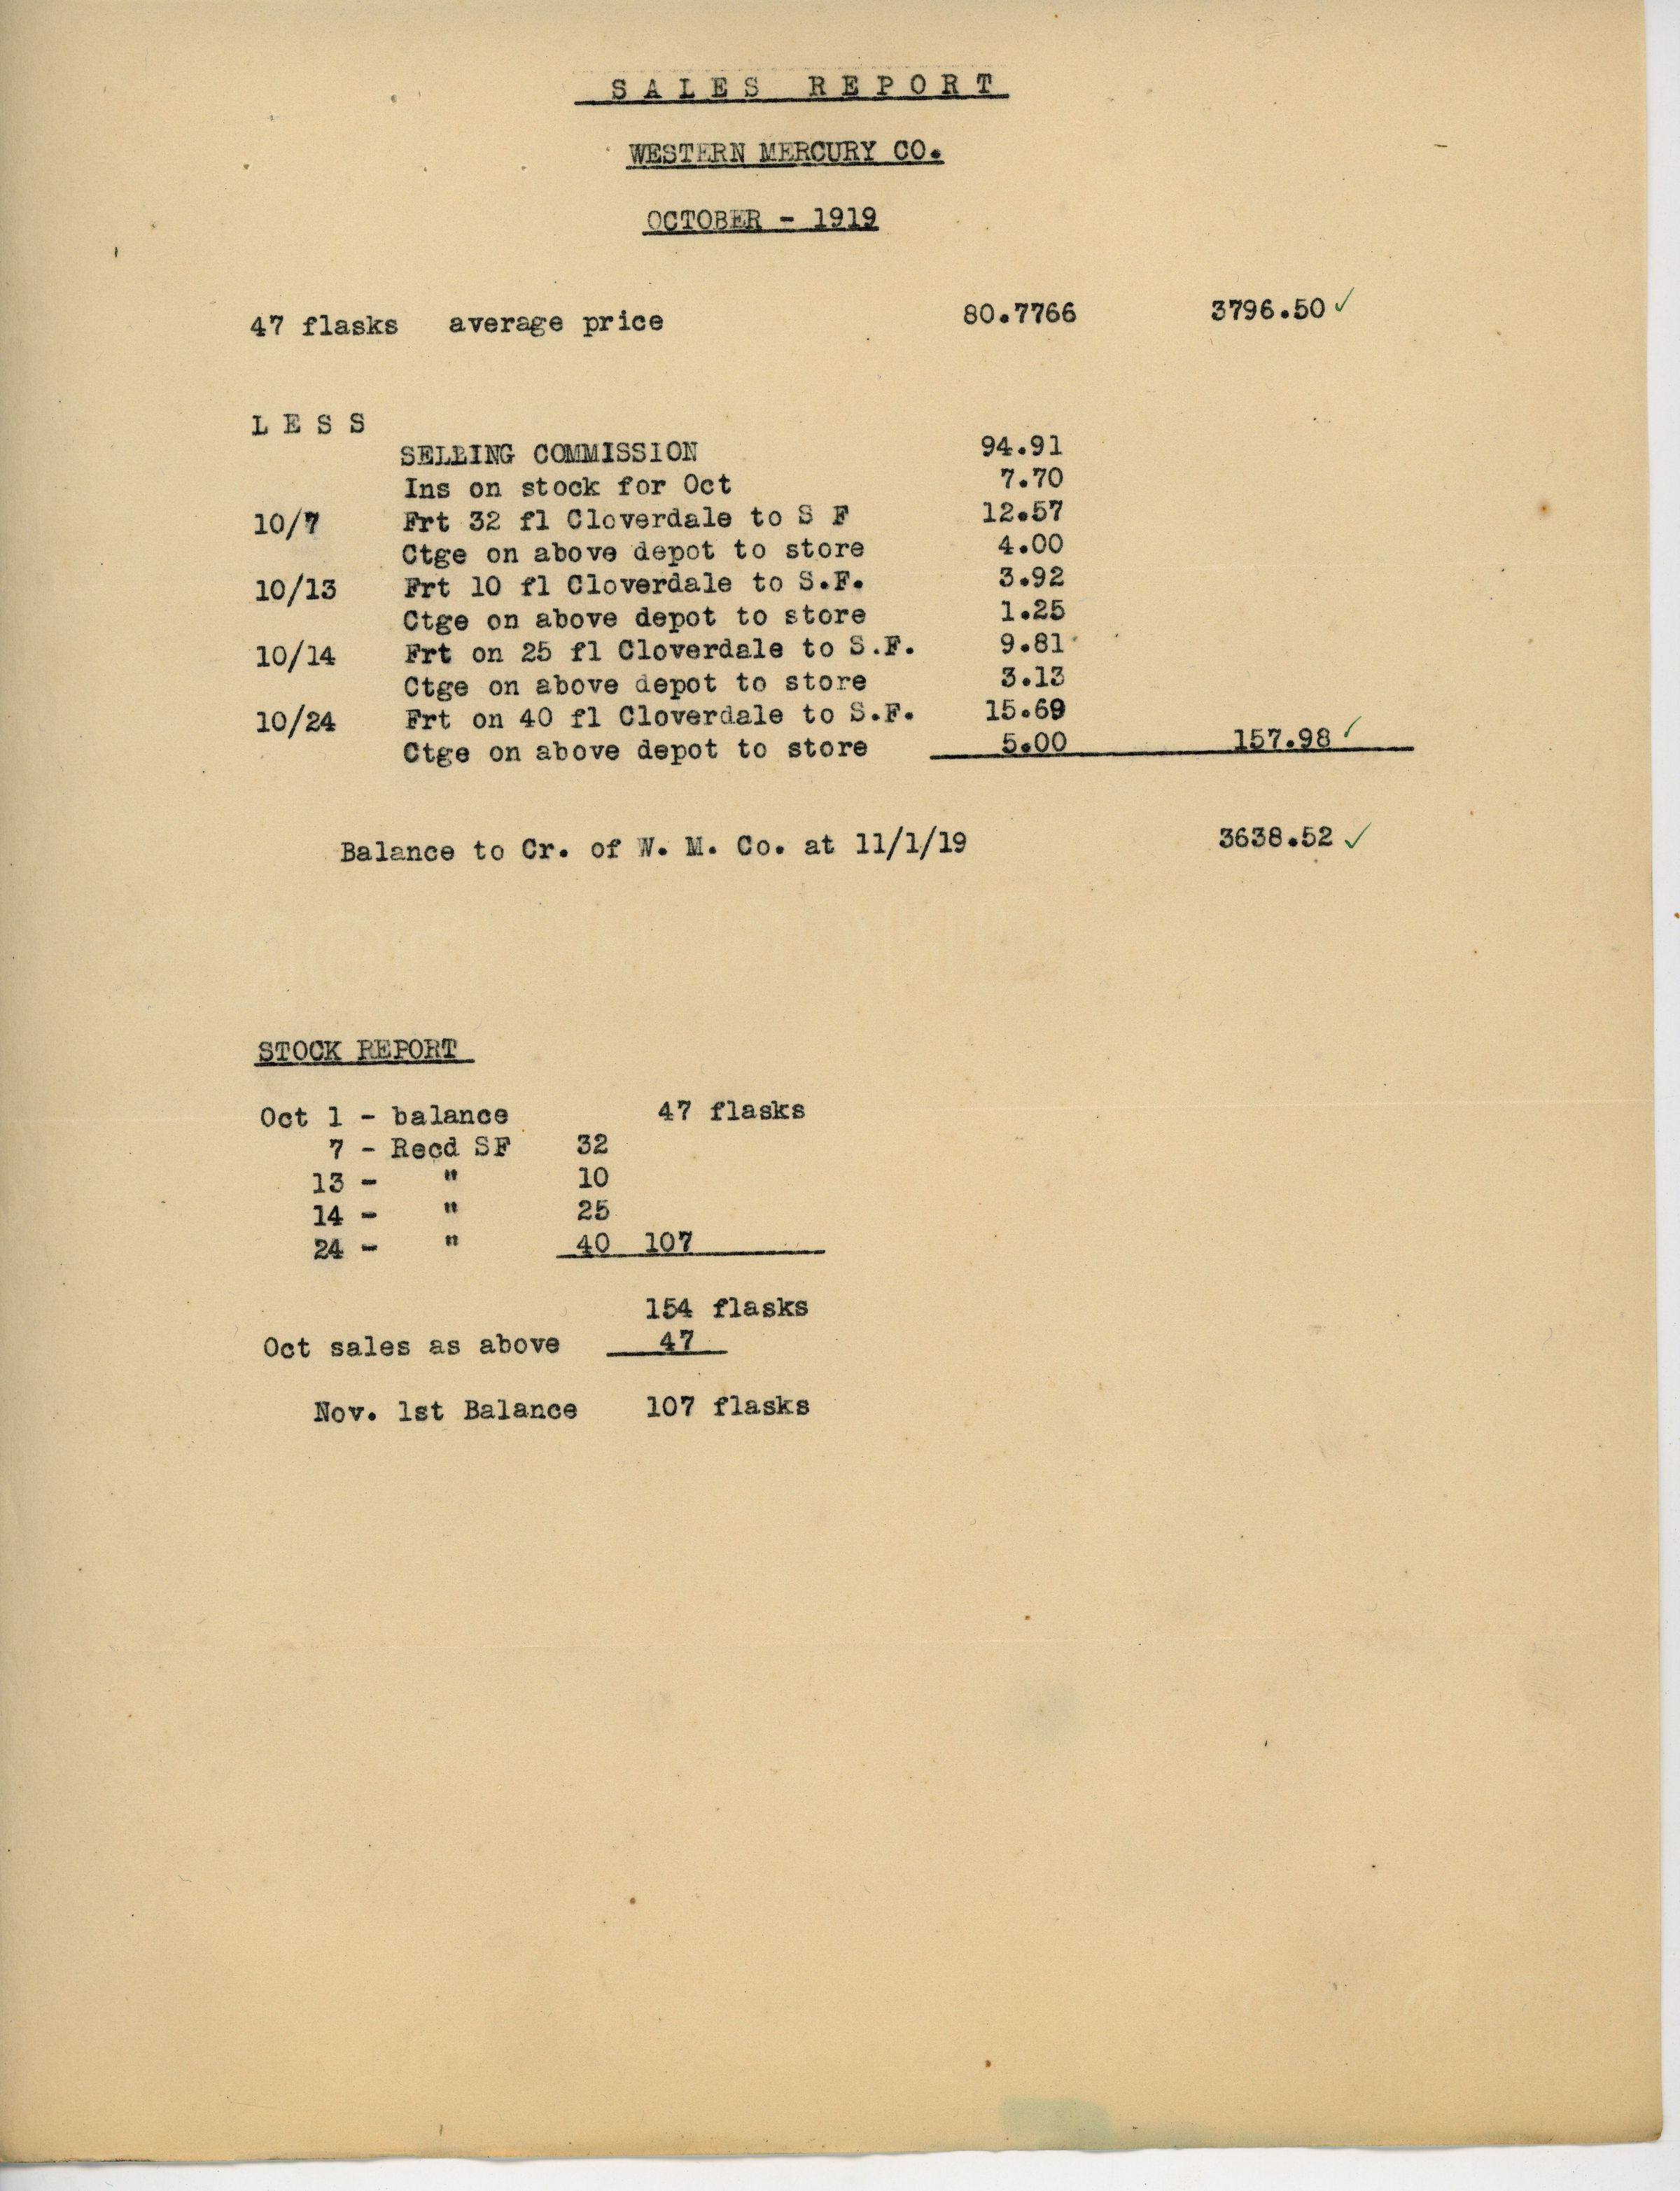 SALES REPORT
WESTERN MERCURY CO.
OCTOBER - 1919
47 flasks average price 80.7766 3796.50 ✓
LESS
SELLING COMMISSION 94.91
Ins on stock for Oct 7.70
10/7 Frt 32 fl Cloverdale to S F 12.57
Ctge on above depot to store 4.00
10/13 Frt 10 fl Cloverdale to S.F. 3.92
Ctge on above depot to store 1.25
10/14 Frt on 25 fl Cloverdale to S.F. 9.81
Ctge on above depot to store 3.13
10/24 Frt on 40 fl Cloverdale to S.F. 15.69
Ctge on above depot to store 5.00 157.98 ✓
Balance to Cr. of W. M. Co. at 11/1/19 3638.52 ✓
STOCK REPORT
Oct 1 - balance 47 flasks
7 - Recd SF 32
13 - " 10
14 - " 25
24 - " 40 107
154 flasks
Oct sales as above 47
Nov. 1st Balance 107 flasks